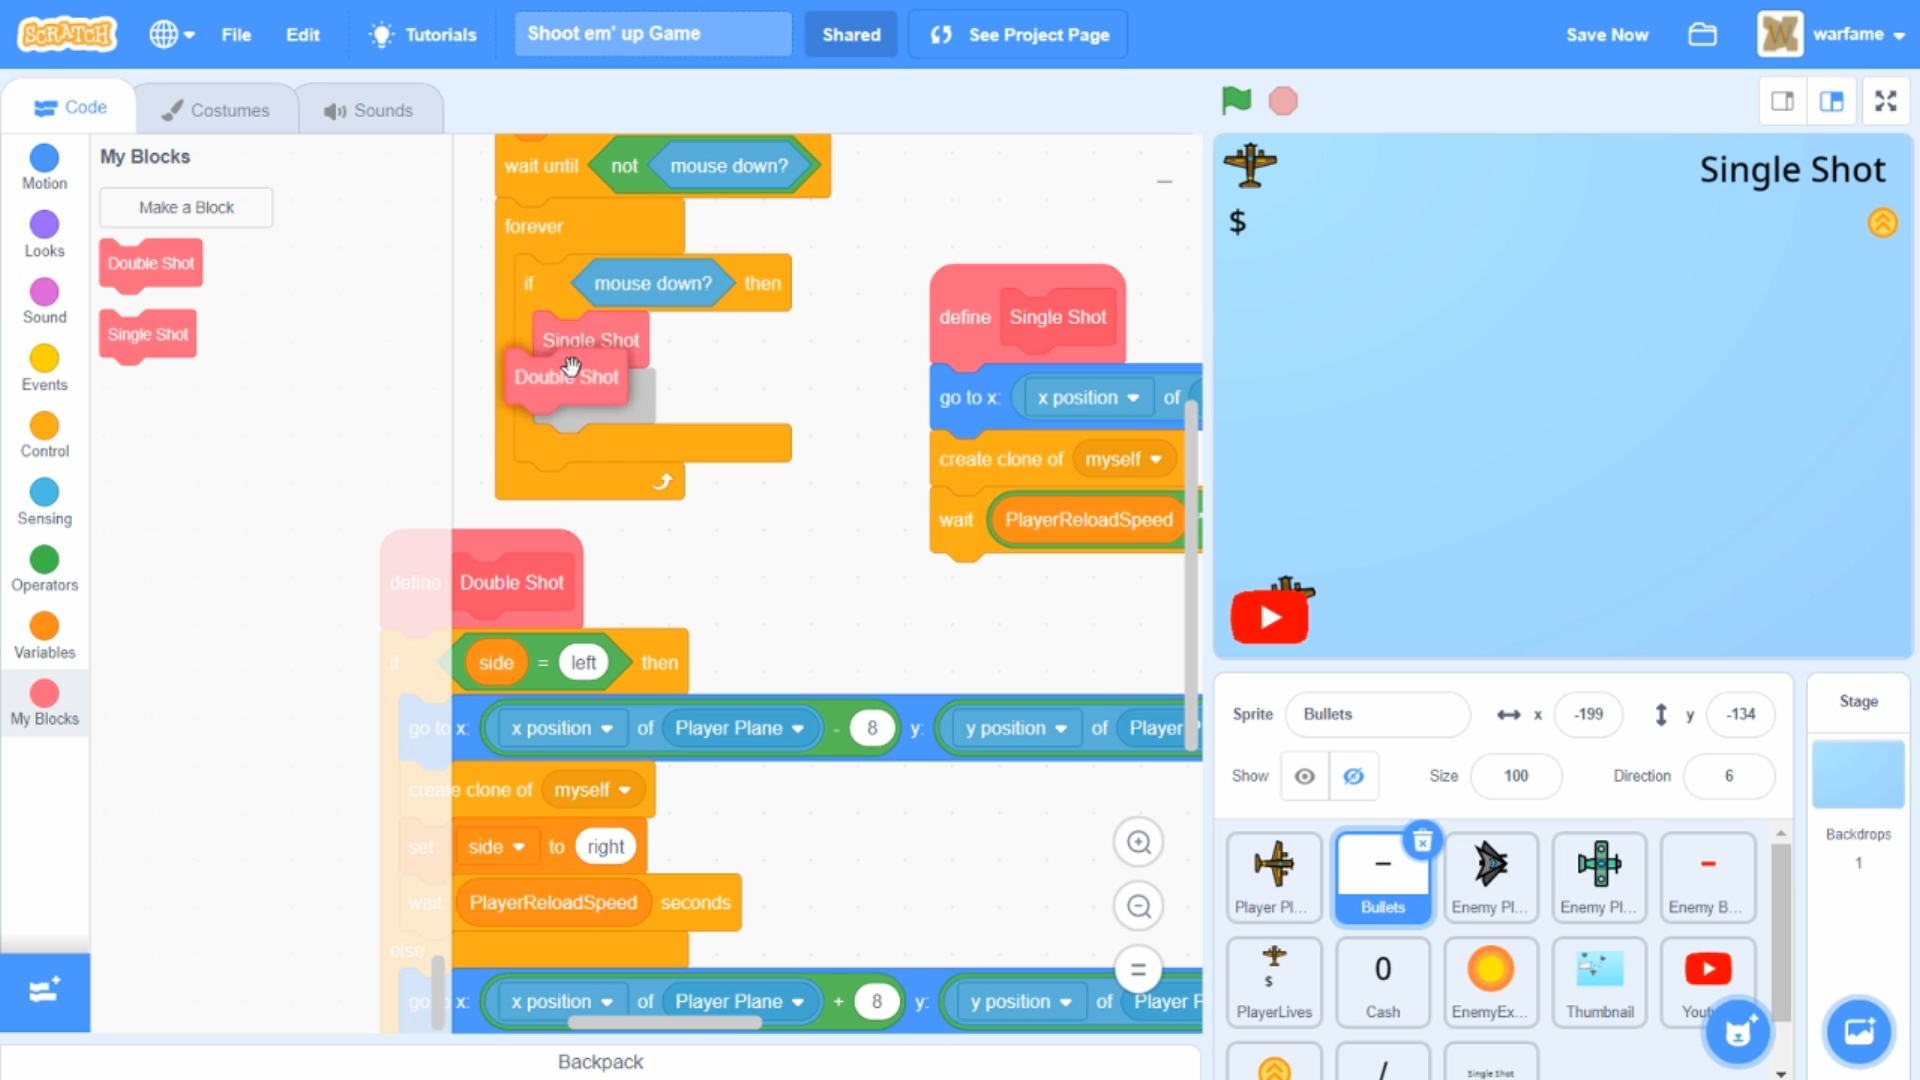 SCRATCH
File
Edit
Tutorials
Shoot em' up Game
Shared
See Project Page
Save Now
warfame
Code
Costumes
Sounds
Motion
Looks
Sound
Events
Control
Sensing
Operators
Variables
My Blocks
My Blocks
Make a Block
Double Shot
Single Shot
wait until not mouse down?
forever
if mouse down? then
Single Shot
Double Shot
define Single Shot
go to x: x position of
create clone of myself
wait PlayerReloadSpeed
define Double Shot
if side = left then
go to x: x position of Player Plane - 8 y: y position of Player
create clone of myself
set side to right
wait PlayerReloadSpeed seconds
else
go x: x position of Player Plane + 8 y: y position of Player
Backpack
Single Shot
$
Sprite Bullets x -199 y -134
Show Size 100 Direction 6
Player Pl...
Bullets
Enemy Pl...
Enemy Pl...
Enemy B...
$
PlayerLives
0
Cash
EnemyEx...
Thumbnail
Yout
/
Single Shot
Stage
Backdrops
1